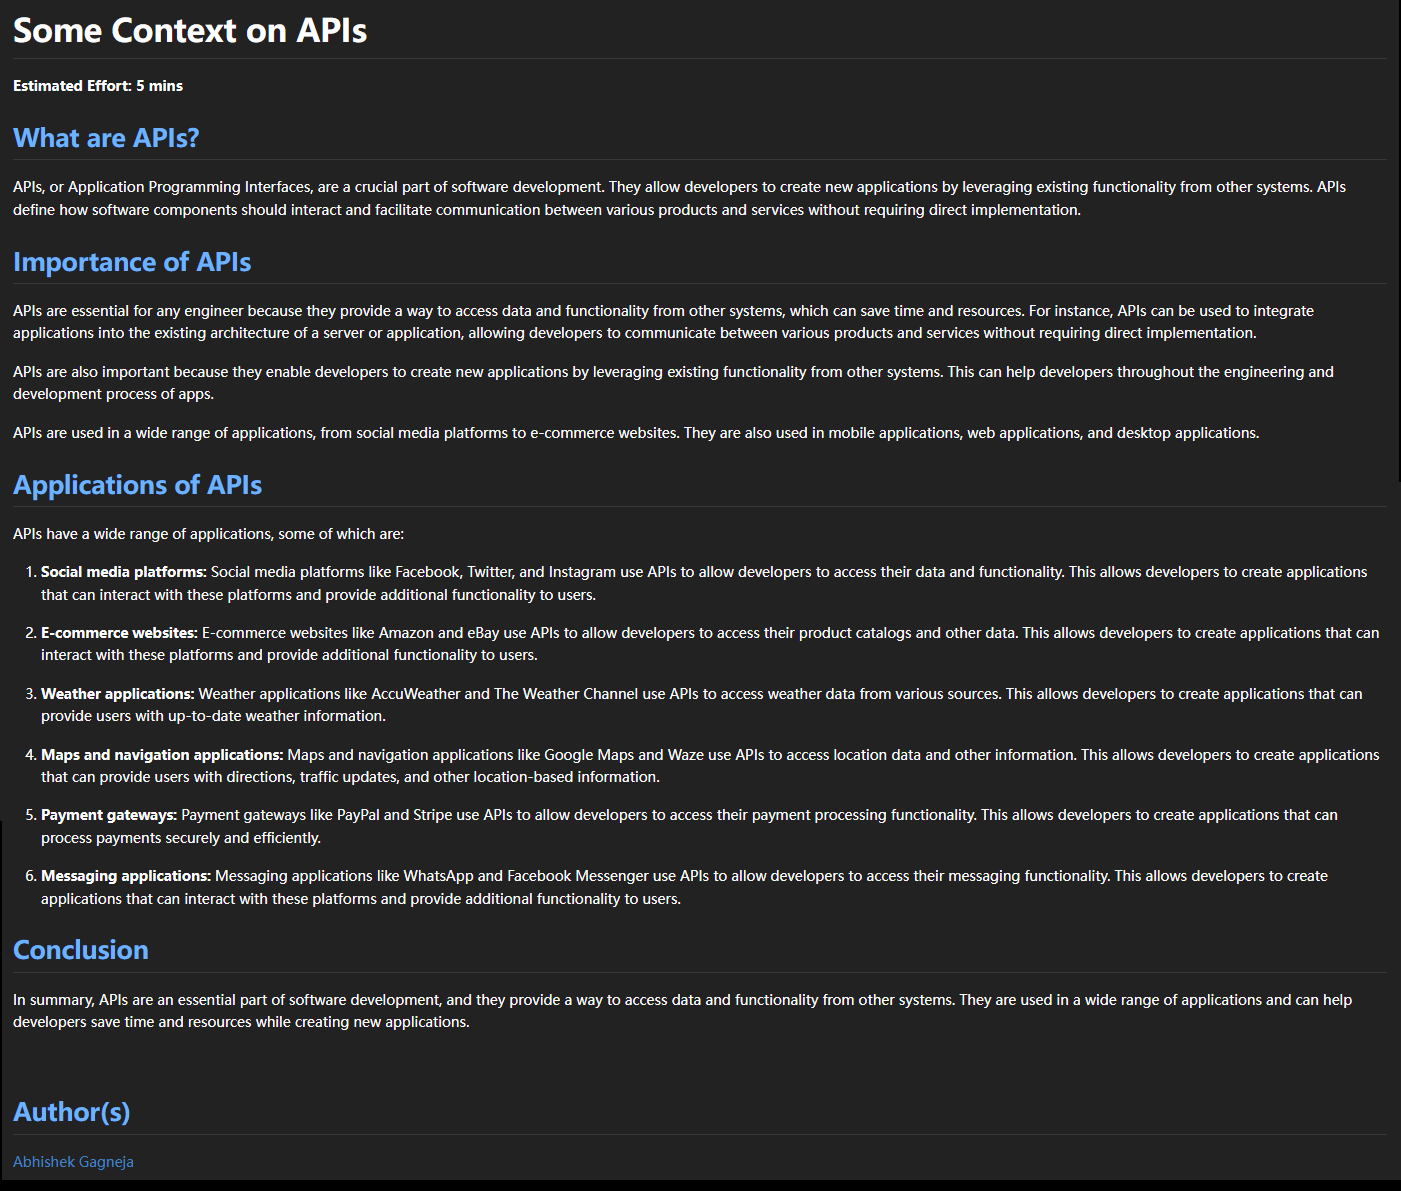 Some Context on APIs
Estimated Effort: 5 mins
What are APIs?
APIs, or Application Programming Interfaces, are a crucial part of software development. They allow developers to create new applications by leveraging existing functionality from other systems. APIs
define how software components should interact and facilitate communication between various products and services without requiring direct implementation.
Importance of APIs
APIs are essential for any engineer because they provide a way to access data and functionality from other systems, which can save time and resources. For instance, APIs can be used to integrate
applications into the existing architecture of a server or application, allowing developers to communicate between various products and services without requiring direct implementation.
APIs are also important because they enable developers to create new applications by leveraging existing functionality from other systems. This can help developers throughout the engineering and
development process of apps.
APIs are used in a wide range of applications, from social media platforms to e-commerce websites. They are also used in mobile applications, web applications, and desktop applications.
Applications of APIs
APIs have a wide range of applications, some of which are:
1. Social media platforms: Social media platforms like Facebook, Twitter, and Instagram use APIs to allow developers to access their data and functionality. This allows developers to create applications
that can interact with these platforms and provide additional functionality to users.
2. E-commerce websites: E-commerce websites like Amazon and eBay use APIs to allow developers to access their product catalogs and other data. This allows developers to create applications that can
interact with these platforms and provide additional functionality to users.
3. Weather applications: Weather applications like AccuWeather and The Weather Channel use APIs to access weather data from various sources. This allows developers to create applications that can
provide users with up-to-date weather information.
4. Maps and navigation applications: Maps and navigation applications like Google Maps and Waze use APIs to access location data and other information. This allows developers to create applications
that can provide users with directions, traffic updates, and other location-based information.
5. Payment gateways: Payment gateways like PayPal and Stripe use APIs to allow developers to access their payment processing functionality. This allows developers to create applications that can
process payments securely and efficiently.
6. Messaging applications: Messaging applications like WhatsApp and Facebook Messenger use APIs to allow developers to access their messaging functionality. This allows developers to create
applications that can interact with these platforms and provide additional functionality to users.
Conclusion
In summary, APIs are an essential part of software development, and they provide a way to access data and functionality from other systems. They are used in a wide range of applications and can help
developers save time and resources while creating new applications.
Author(s)
Abhishek Gagneja